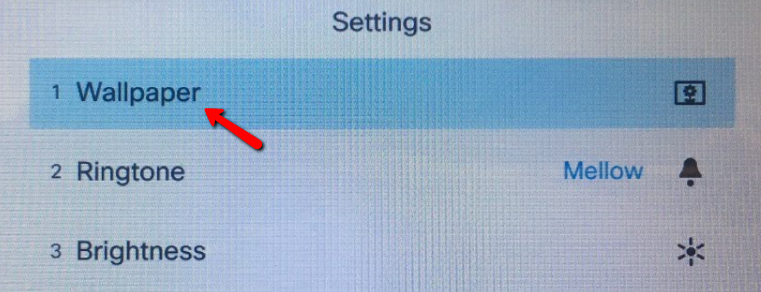 Settings
1 Wallpaper
2 Ringtone Mellow
3 Brightness